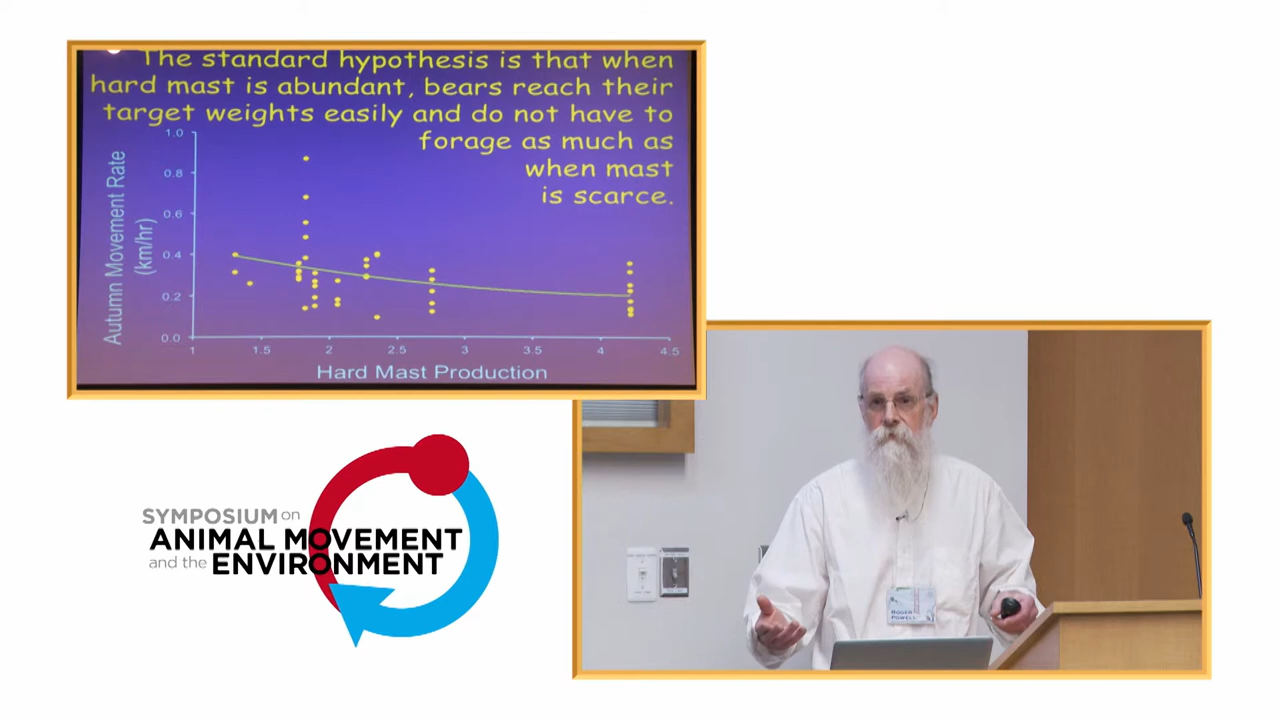 The standard hypothesis is that when
hard mast is abundant, bears reach their
target weights easily and do not have to
forage as much as
when mast
is scarce.
1.0
0.8
0.6
0.4
0.2
0.0
Autumn Movement Rate
(km/hr)
1 1.5 2 2.5 3 3.5 4 4.5
Hard Mast Production
SYMPOSIUM on
ANIMAL MOVEMENT
and the ENVIRONMENT
ROGER
POWELL